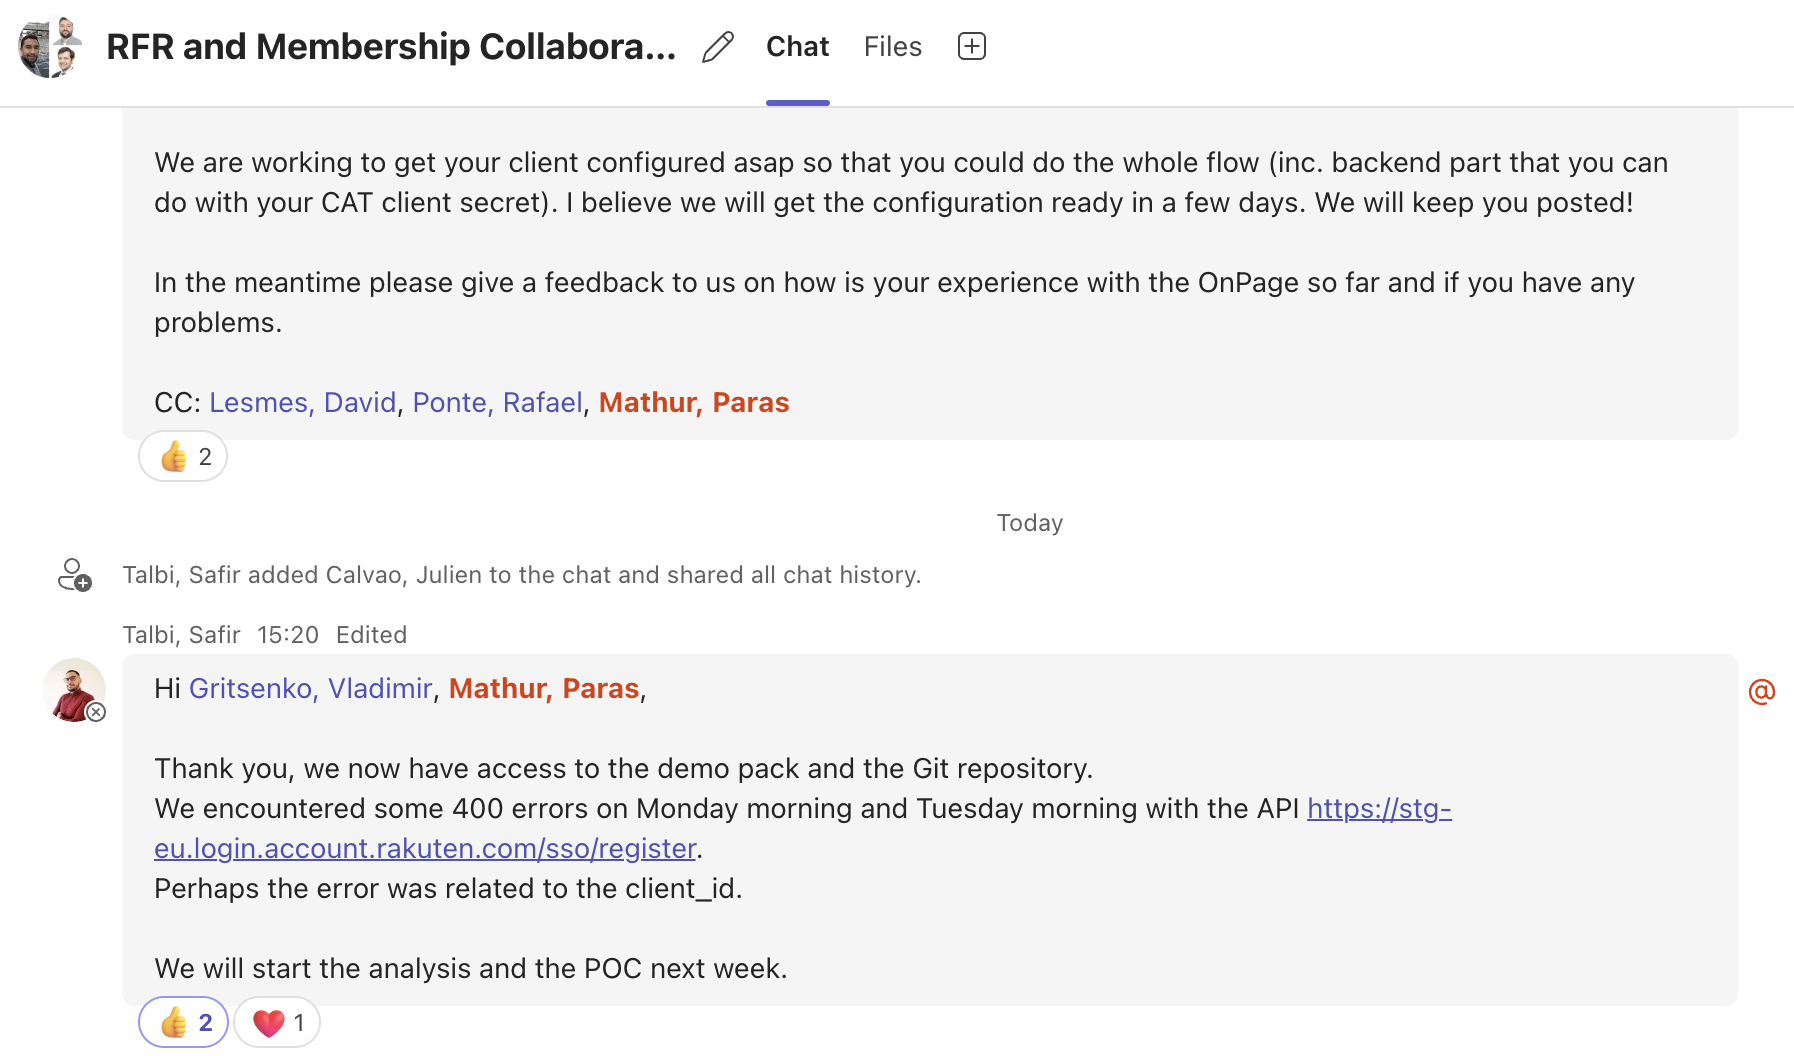 RFR and Membership Collabora...
Chat
Files
We are working to get your client configured asap so that you could do the whole flow (inc. backend part that you can
do with your CAT client secret). I believe we will get the configuration ready in a few days. We will keep you posted!
In the meantime please give a feedback to us on how is your experience with the OnPage so far and if you have any
problems.
CC: Lesmes, David, Ponte, Rafael, Mathur, Paras
👍 2
Today
Talbi, Safir added Calvao, Julien to the chat and shared all chat history.
Talbi, Safir 15:20 Edited
Hi Gritsenko, Vladimir, Mathur, Paras,
@
Thank you, we now have access to the demo pack and the Git repository.
We encountered some 400 errors on Monday morning and Tuesday morning with the API https://stg-
eu.login.account.rakuten.com/sso/register.
Perhaps the error was related to the client_id.
We will start the analysis and the POC next week.
👍 2 ❤️ 1